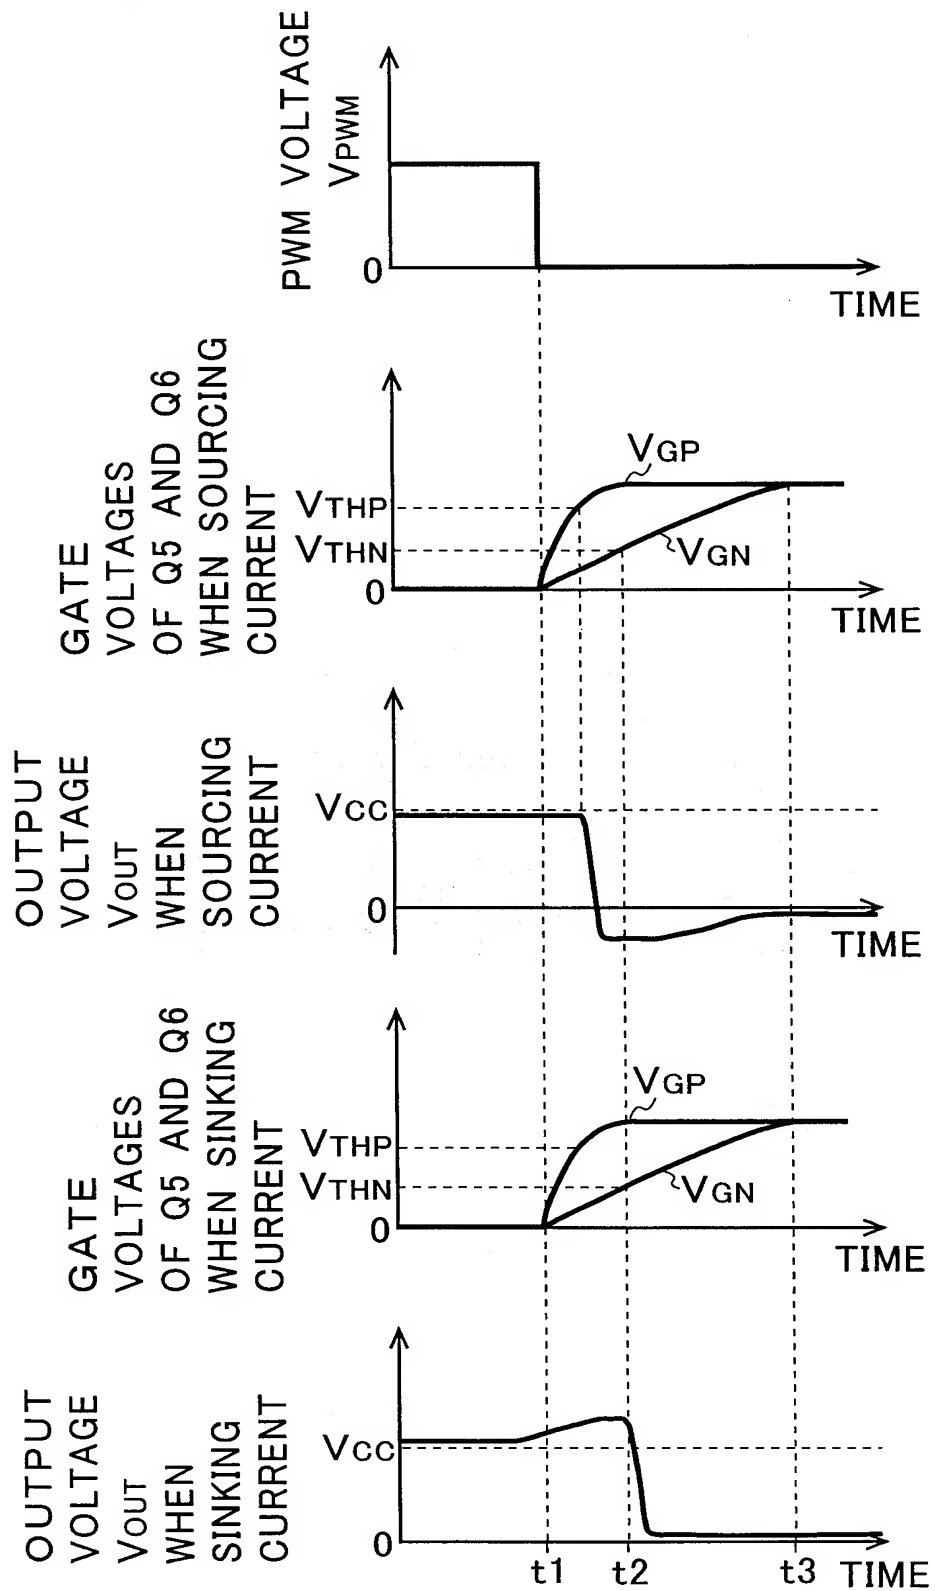 PWM VOLTAGE
VPWM
0
TIME
GATE
VOLTAGES
OF Q5 AND Q6
WHEN SOURCING
CURRENT
VGP
VTHP
VTHN
VGN
0
TIME
OUTPUT
VOLTAGE
VOUT
WHEN
SOURCING
CURRENT
VCC
0
TIME
GATE
VOLTAGES
OF Q5 AND Q6
WHEN SINKING
CURRENT
VGP
VTHP
VTHN
VGN
0
TIME
OUTPUT
VOLTAGE
VOUT
WHEN
SINKING
CURRENT
VCC
0
t1 t2 t3 TIME